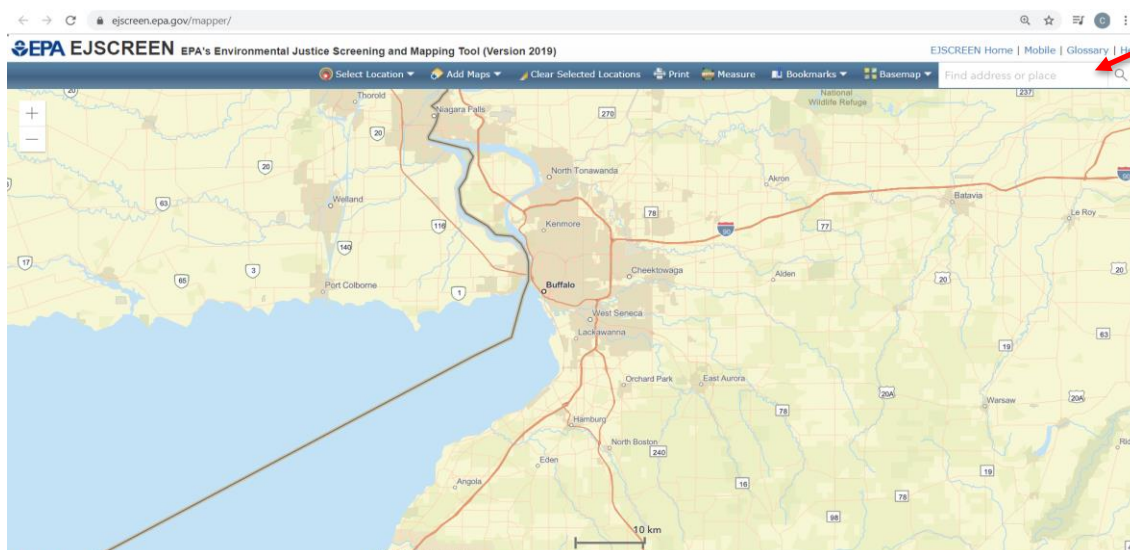 ejscreen.epa.gov/mapper/
EPA EJSCREEN EPA's Environmental Justice Screening and Mapping Tool (Version 2019)
EJSCREEN Home | Mobile | Glossary | He
Select Location Add Maps Clear Selected Locations Print Measure Bookmarks Basemap Find address or place
20 Thorold National 237
Wildlife Refuge
Niagara Falls 270
20
20 North Tonawanda Akron 90
Welland Batavia
63 78 Le Roy
116 Kenmore 90 77
140
17 3 Cheektowaga 20
65 Alden 20
Port Colborne 1 Buffalo
West Seneca
Lackawanna 63
19
Orchard Park East Aurora
20A Warsaw 20A
78
Hamburg
North Boston
240
Eden 19
Angola 16
78
98
10 km